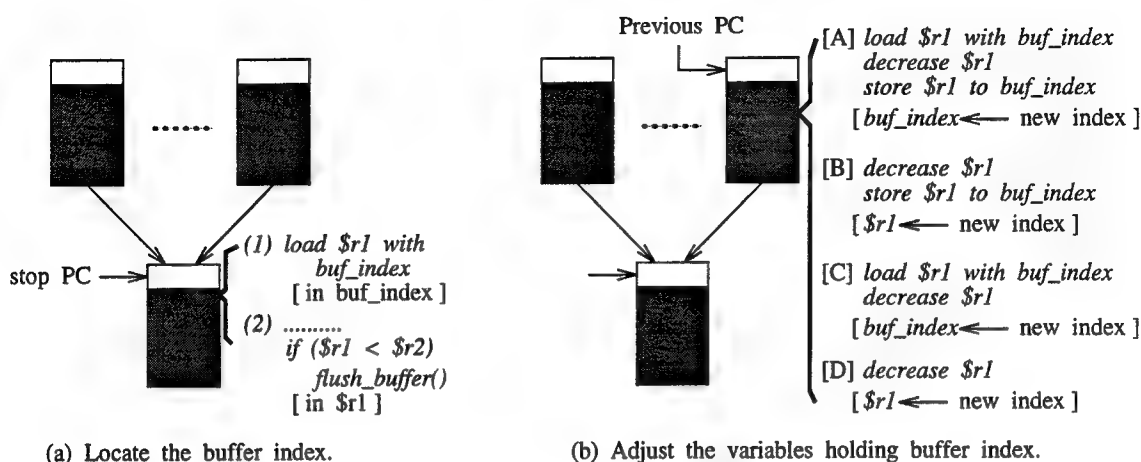 stop PC
(1) load $r1 with
buf_index
[ in buf_index ]
(2) ..........
if ($r1 < $r2)
flush_buffer()
[ in $r1 ]
(a) Locate the buffer index.
Previous PC
[A] load $r1 with buf_index
decrease $r1
store $r1 to buf_index
[ buf_index ← new index ]
[B] decrease $r1
store $r1 to buf_index
[ $r1 ← new index ]
[C] load $r1 with buf_index
decrease $r1
[ buf_index ← new index ]
[D] decrease $r1
[ $r1 ← new index ]
(b) Adjust the variables holding buffer index.